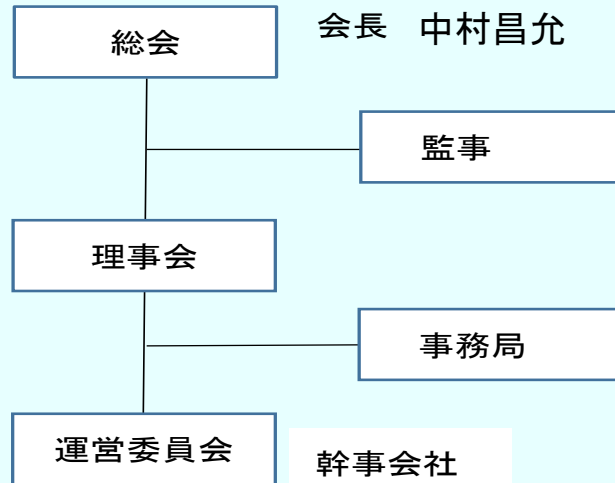 総会
会長 中村昌允
監事
理事会
事務局
運営委員会
幹事会社